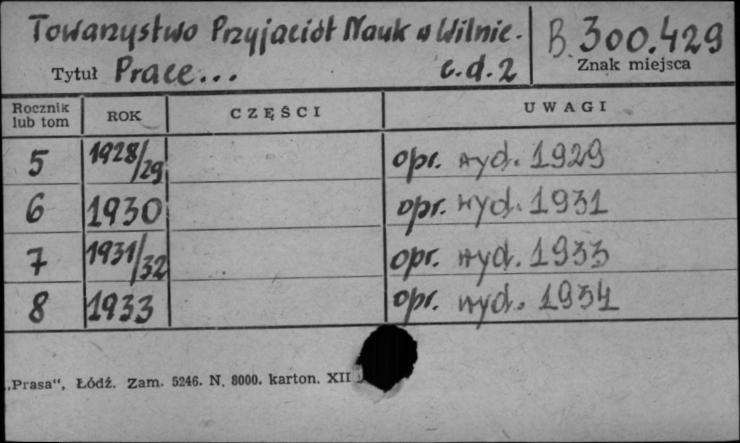 Towarzystwo Przyjaciół Nauk w Wilnie.
B 300.429
Tytuł Prace... c.d.2
Znak miejsca
Rocznik lub tom ROK CZĘŚCI UWAGI
5 1928/29 opr. wyd. 1929
6 1930 opr. wyd. 1931
7 1931/32 opr. wyd. 1933
8 1933 opr. wyd. 1934
„Prasa“, Łódź. Zam. 5246. N. 8000. karton. XII